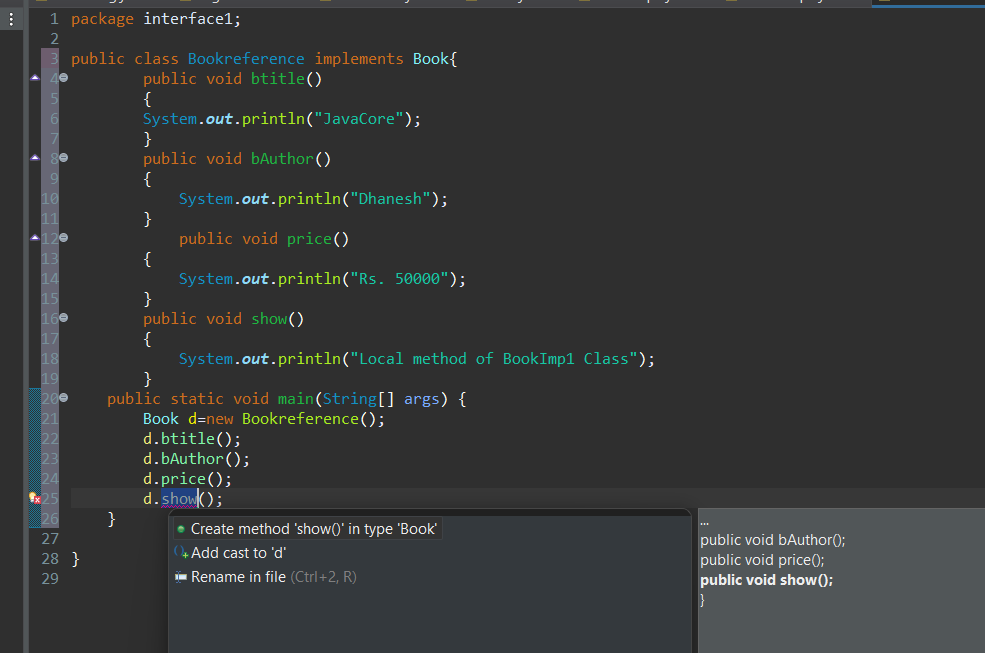 1 package interface1;
2
3 public class Bookreference implements Book{
4 public void btitle()
5 {
6 System.out.println("JavaCore");
7 }
8 public void bAuthor()
9 {
10 System.out.println("Dhanesh");
11 }
12 public void price()
13 {
14 System.out.println("Rs. 50000");
15 }
16 public void show()
17 {
18 System.out.println("Local method of BookImp1 Class");
19 }
20 public static void main(String[] args) {
21 Book d=new Bookreference();
22 d.btitle();
23 d.bAuthor();
24 d.price();
25 d.show();
26 }
27
28 }
29
Create method 'show()' in type 'Book'
Add cast to 'd'
Rename in file (Ctrl+2, R)
...
public void bAuthor();
public void price();
public void show();
}